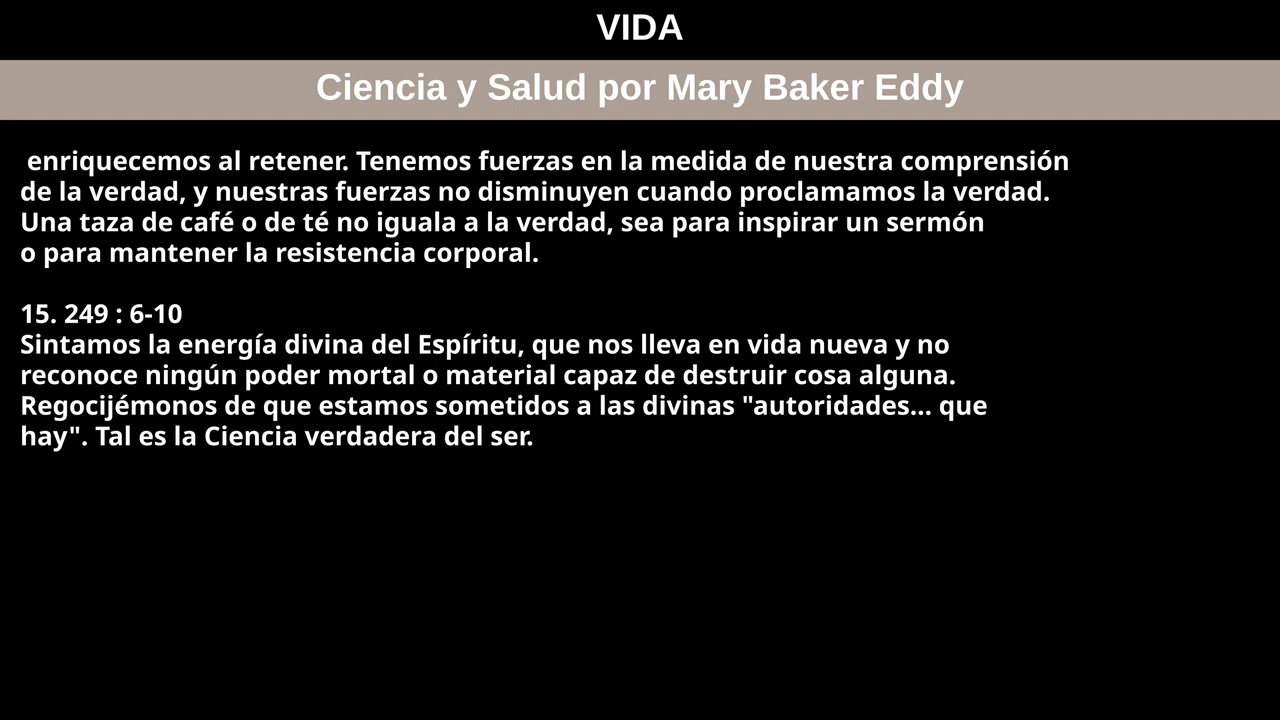 VIDA
Ciencia y Salud por Mary Baker Eddy
enriquecemos al retener. Tenemos fuerzas en la medida de nuestra comprensión
de la verdad, y nuestras fuerzas no disminuyen cuando proclamamos la verdad.
Una taza de café o de té no iguala a la verdad, sea para inspirar un sermón
o para mantener la resistencia corporal.
15. 249 : 6-10
Sintamos la energía divina del Espíritu, que nos lleva en vida nueva y no
reconoce ningún poder mortal o material capaz de destruir cosa alguna.
Regocijémonos de que estamos sometidos a las divinas "autoridades... que
hay". Tal es la Ciencia verdadera del ser.